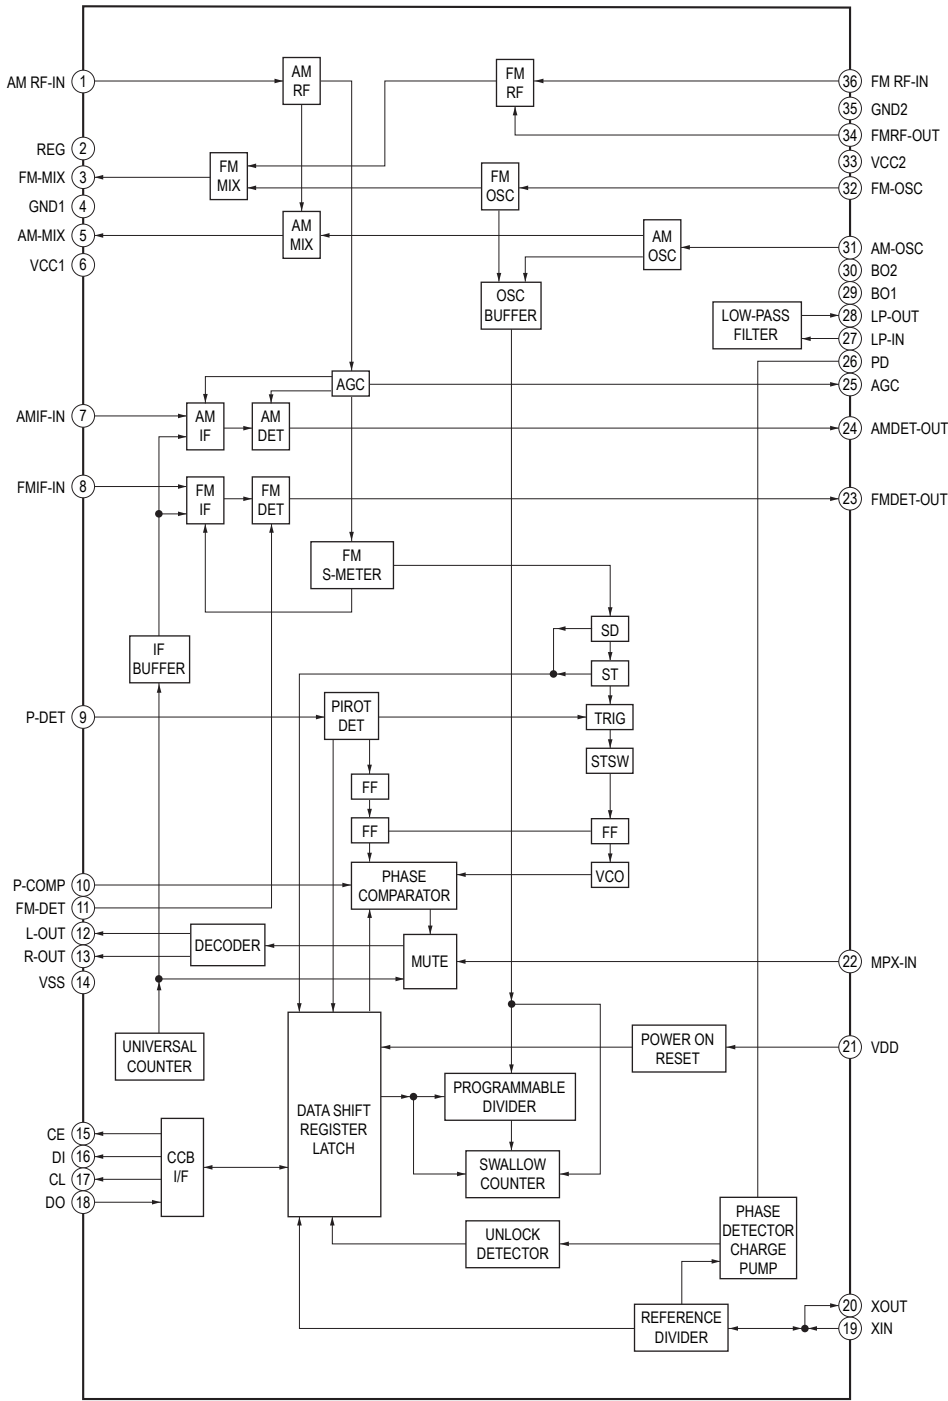 AM RF-IN 1
REG 2
FM-MIX 3
GND1 4
AM-MIX 5
VCC1 6
AMIF-IN 7
FMIF-IN 8
P-DET 9
P-COMP 10
FM-DET 11
L-OUT 12
R-OUT 13
VSS 14
CE 15
DI 16
CL 17
DO 18
36 FM RF-IN
35 GND2
34 FMRF-OUT
33 VCC2
32 FM-OSC
31 AM-OSC
30 BO2
29 BO1
28 LP-OUT
27 LP-IN
26 PD
25 AGC
24 AMDET-OUT
23 FMDET-OUT
22 MPX-IN
21 VDD
20 XOUT
19 XIN
AM
RF
FM
RF
FM
MIX
FM
OSC
AM
MIX
AM
OSC
OSC
BUFFER
LOW-PASS
FILTER
AGC
AM
IF
AM
DET
FM
IF
FM
DET
FM
S-METER
SD
ST
IF
BUFFER
PIROT
DET
TRIG
STSW
FF
FF
FF
VCO
PHASE
COMPARATOR
DECODER
MUTE
UNIVERSAL
COUNTER
POWER ON
RESET
DATA SHIFT
REGISTER
LATCH
PROGRAMMABLE
DIVIDER
CCB
I/F
SWALLOW
COUNTER
UNLOCK
DETECTOR
PHASE
DETECTOR
CHARGE
PUMP
REFERENCE
DIVIDER